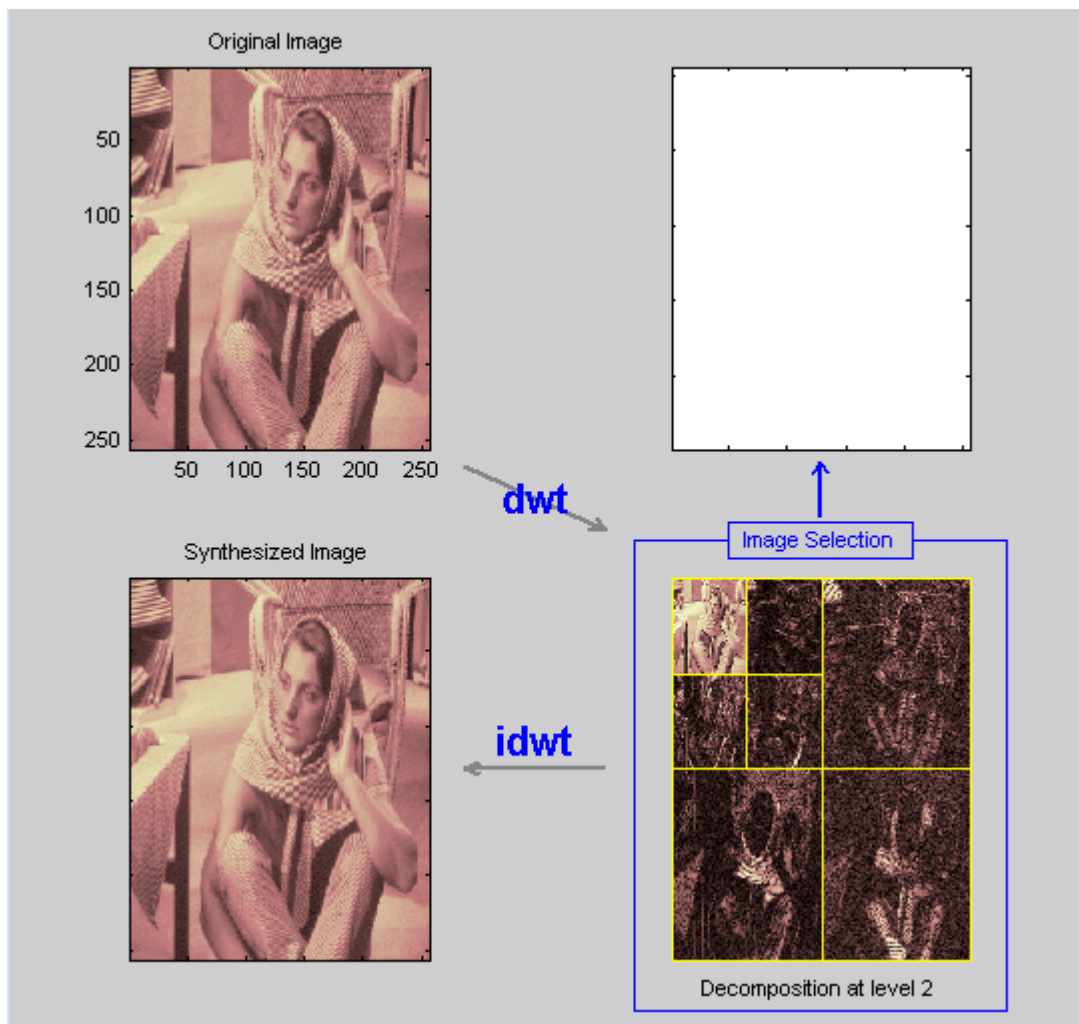 Original Image
50
100
150
200
250
50 100 150 200 250
dwt
Image Selection
Synthesized Image
idwt
Decomposition at level 2